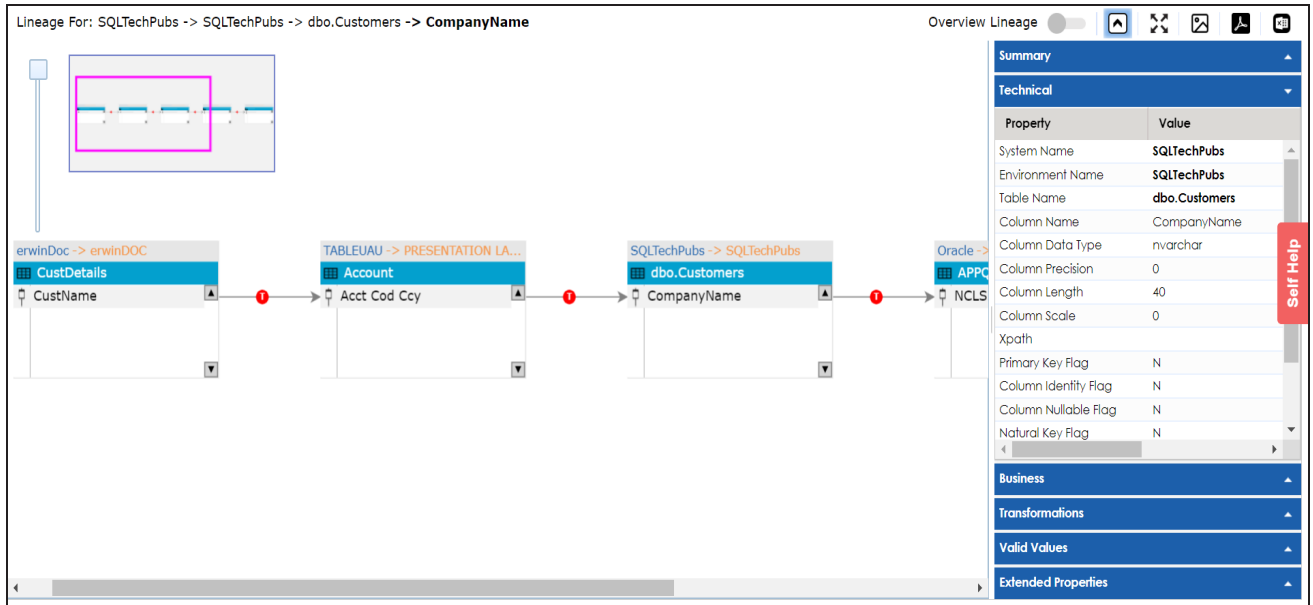 Lineage For: SQLTechPubs -> SQLTechPubs -> dbo.Customers -> CompanyName
Overview Lineage
erwinDoc -> erwinDOC
CustDetails
CustName
T
TABLEUAU -> PRESENTATION LA...
Account
Acct Cod Ccy
T
SQLTechPubs -> SQLTechPubs
dbo.Customers
CompanyName
T
Oracle ->
APPQ
NCLS
Summary
Technical
Property Value
System Name SQLTechPubs
Environment Name SQLTechPubs
Table Name dbo.Customers
Column Name CompanyName
Column Data Type nvarchar
Column Precision 0
Column Length 40
Column Scale 0
Xpath
Primary Key Flag N
Column Identity Flag N
Column Nullable Flag N
Natural Key Flag N
Business
Transformations
Valid Values
Extended Properties
Self Help